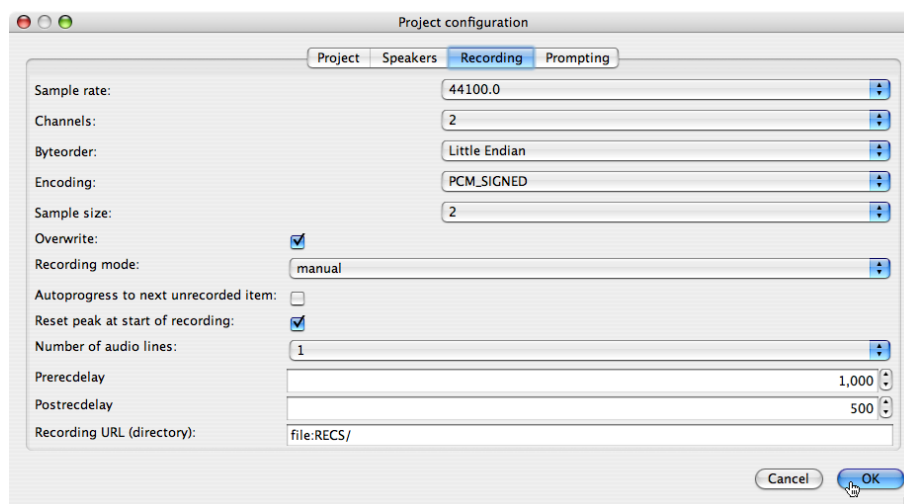 Project configuration
Project Speakers Recording Prompting
Sample rate: 44100.0
Channels: 2
Byteorder: Little Endian
Encoding: PCM_SIGNED
Sample size: 2
Overwrite:
Recording mode: manual
Autoprogress to next unrecorded item:
Reset peak at start of recording:
Number of audio lines: 1
Prerecdelay 1,000
Postrecdelay 500
Recording URL (directory): file:RECS/
Cancel OK